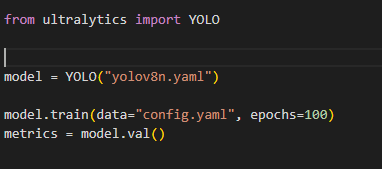 from ultralytics import YOLO
model = YOLO("yolov8n.yaml")
model.train(data="config.yaml", epochs=100)
metrics = model.val()